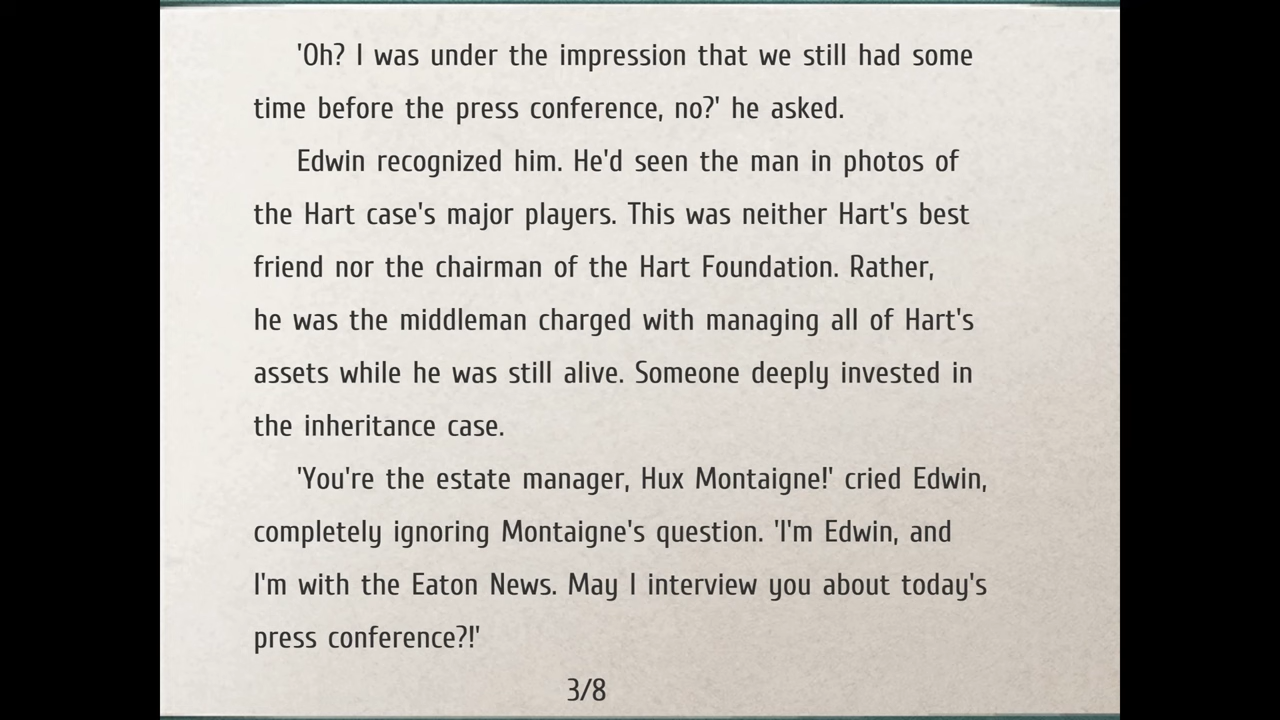 'Oh? I was under the impression that we still had some
time before the press conference, no?' he asked.
Edwin recognized him. He'd seen the man in photos of
the Hart case's major players. This was neither Hart's best
friend nor the chairman of the Hart Foundation. Rather,
he was the middleman charged with managing all of Hart's
assets while he was still alive. Someone deeply invested in
the inheritance case.
'You're the estate manager, Hux Montaigne!' cried Edwin,
completely ignoring Montaigne's question. 'I'm Edwin, and
I'm with the Eaton News. May I interview you about today's
press conference?!'
3/8